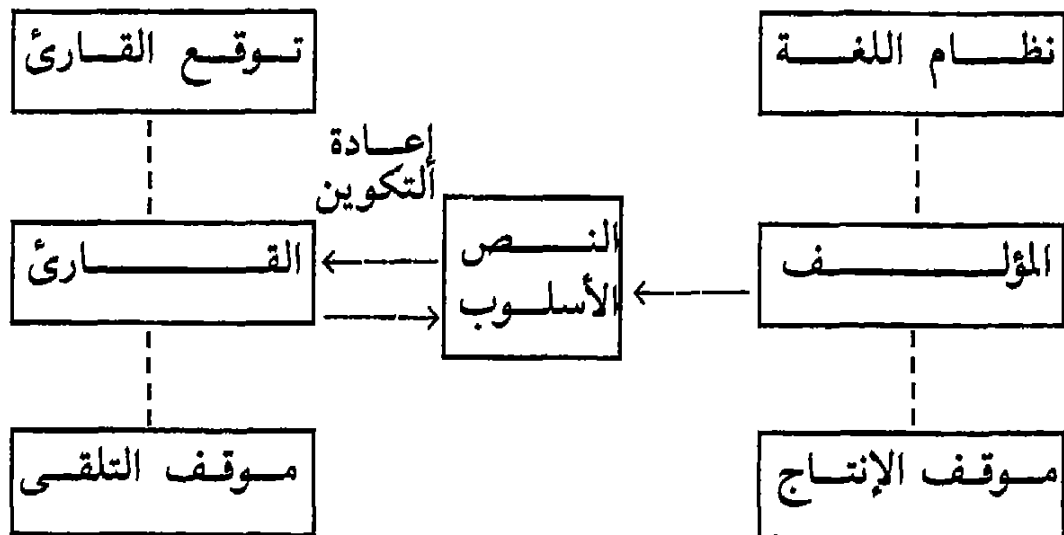 نظام اللغة
توقع القارئ
إعادة
التكوين
المؤلف
النص
الأسلوب
القارئ
موقف الإنتاج
موقف التلقى